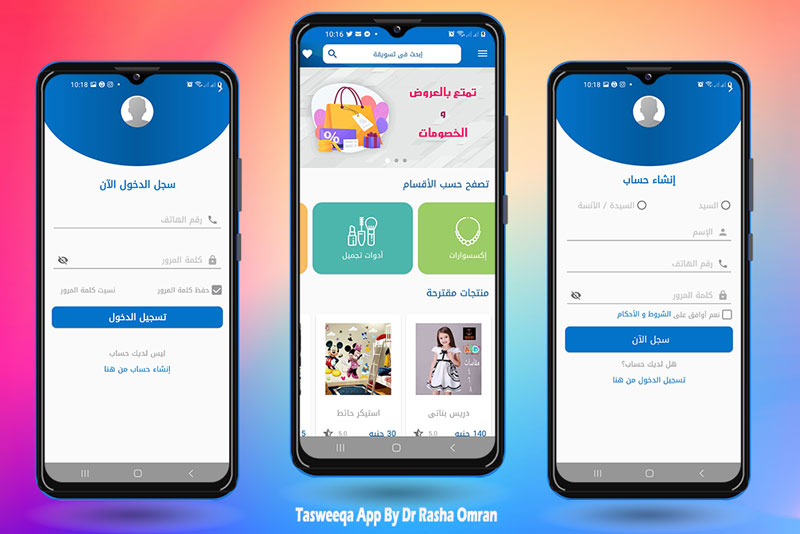 10:18
سجل الدخول الآن
رقم الهاتف
كلمة المرور
حفظ كلمة المرور
نسيت كلمة المرور
تسجيل الدخول
ليس لديك حساب
إنشاء حساب من هنا
10:16
إبحث فى تسويقة
تمتع بالعروض
و
الخصومات
%
تصفح حسب الأقسام
إكسسوارات
أدوات تجميل
منتجات مقترحة
دريس بناتى
140 جنيه
5.0
استيكر حائط
30 جنيه
5.0
5
10:18
إنشاء حساب
السيد
السيدة / الآنسة
الإسم
رقم الهاتف
كلمة المرور
نعم أوافق على الشروط و الأحكام
سجل الآن
هل لديك حساب؟
تسجيل الدخول من هنا
Tasweeqa App By Dr Rasha Omran